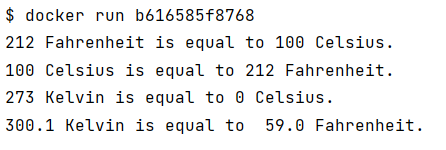 $ docker run b616585f8768
212 Fahrenheit is equal to 100 Celsius.
100 Celsius is equal to 212 Fahrenheit.
273 Kelvin is equal to 0 Celsius.
300.1 Kelvin is equal to  59.0 Fahrenheit.